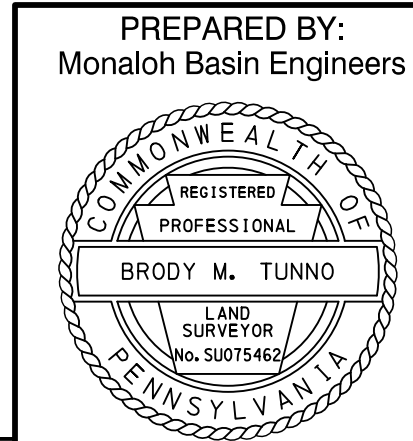 PREPARED BY:
Monaloh Basin Engineers
COMMONWEALTH OF
REGISTERED
PROFESSIONAL
BRODY M. TUNNO
LAND
SURVEYOR
No. SU075462
PENNSYLVANIA